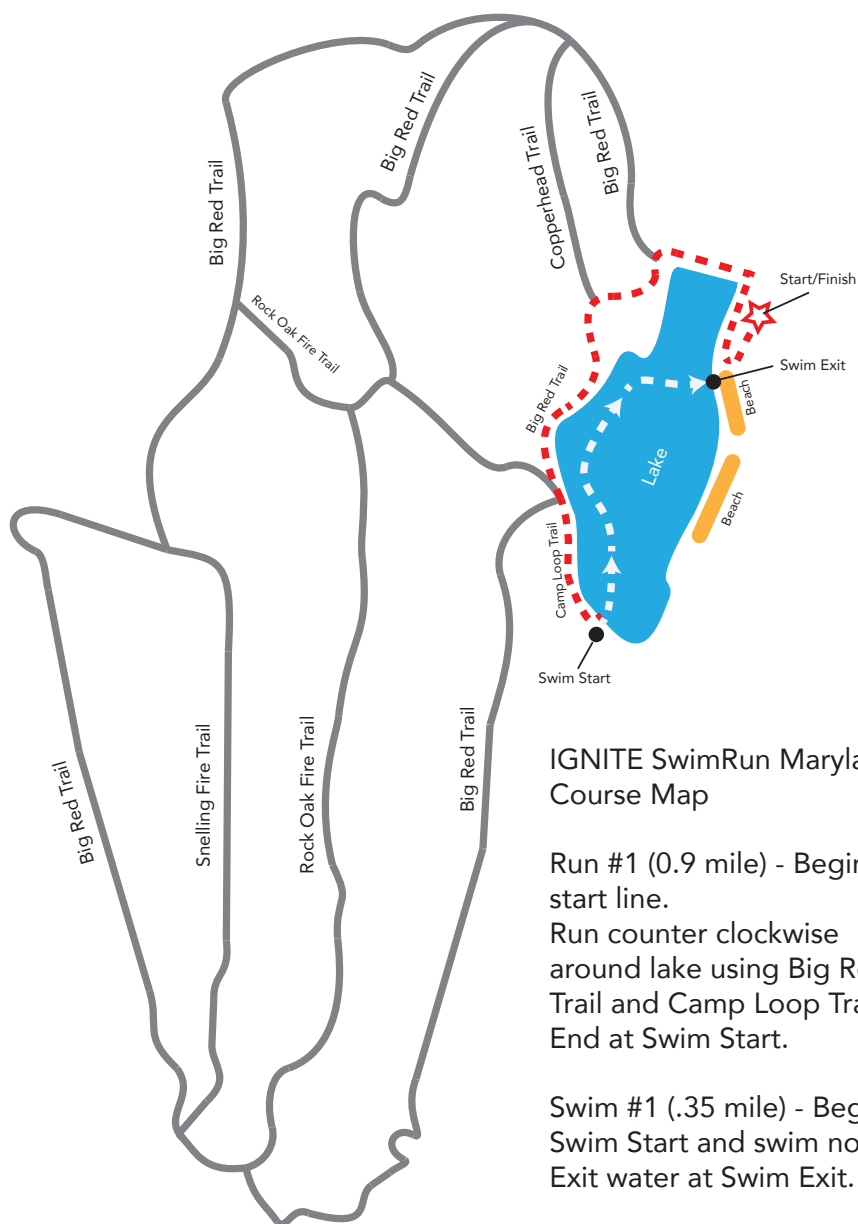 Big Red Trail
Big Red Trail
Copperhead Trail
Big Red Trail
Start/Finish
Rock Oak Fire Trail
Swim Exit
Beach
Big Red Trail
Lake
Beach
Camp Loop Trail
Swim Start
Big Red Trail
Snelling Fire Trail
Rock Oak Fire Trail
Big Red Trail
IGNITE SwimRun Maryla
Course Map
Run #1 (0.9 mile) - Begin
start line.
Run counter clockwise
around lake using Big Re
Trail and Camp Loop Tra
End at Swim Start.
Swim #1 (.35 mile) - Beg
Swim Start and swim no
Exit water at Swim Exit.